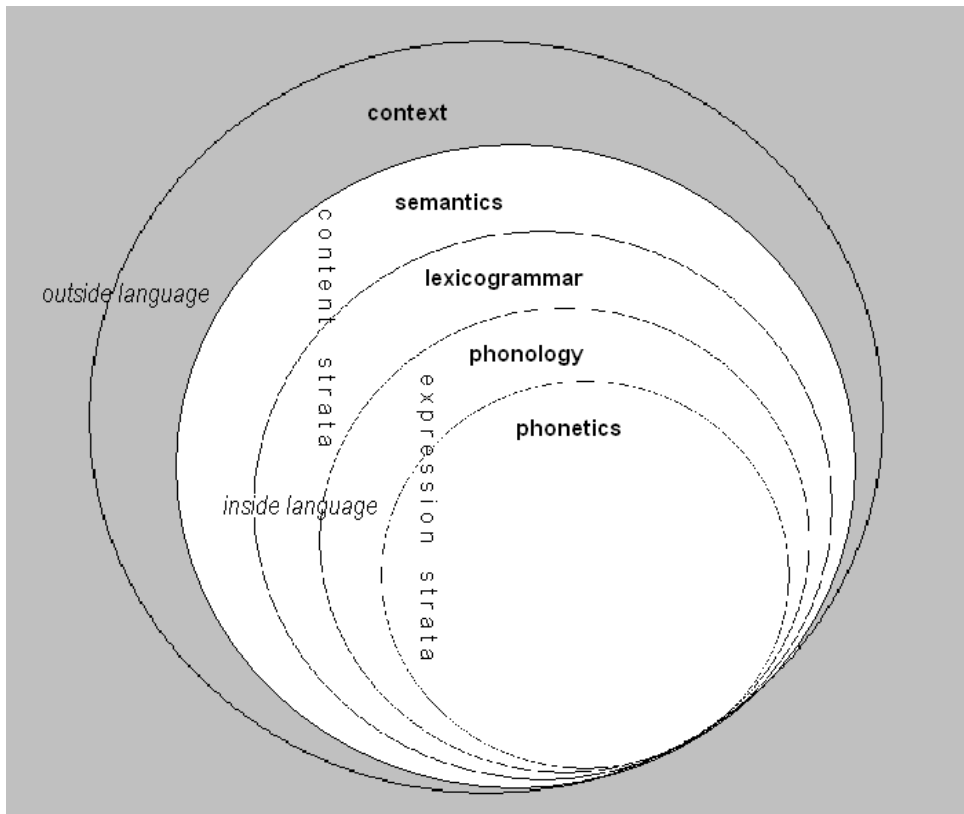 context
semantics
content strata
lexicogrammar
outside language
phonology
expression strata
phonetics
inside language